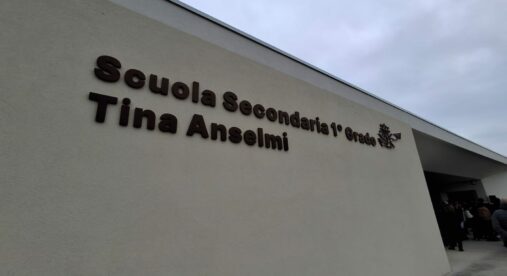 Scuola Secondaria 1° Grado
Tina Anselmi